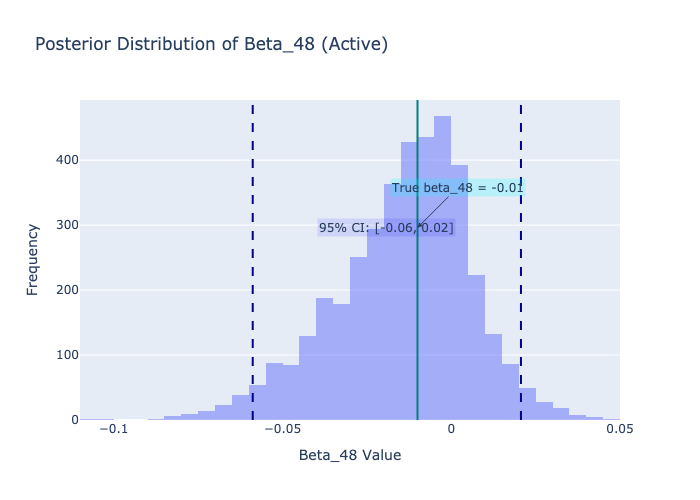 Posterior Distribution of Beta_48 (Active)
400
300
200
100
0
Frequency
True beta_48 = -0.01
95% CI: [-0.06, 0.02]
−0.1
−0.05
0
0.05
Beta_48 Value